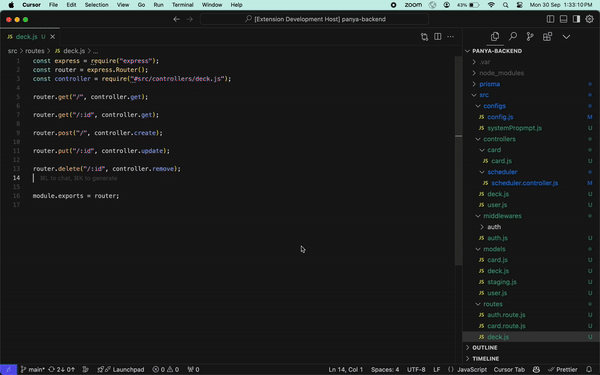 Cursor File Edit Selection View Go Run Terminal Window Help
zoom 43% Mon 30 Sep 1:33:10 PM
[Extension Development Host] panya-backend
JS deck.js U
src > routes > JS deck.js > ...
1 const express = require("express");
2 const router = express.Router();
3 const controller = require("#src/controllers/deck.js");
4
5 router.get("/", controller.get);
6
7 router.get("/:id", controller.get);
8
9 router.post("/", controller.create);
10
11 router.put("/:id", controller.update);
12
13 router.delete("/:id", controller.remove);
14 ⌘L to chat, ⌘K to generate
15
16 module.exports = router;
17
PANYA-BACKEND
.var
node_modules
prisma
src
configs
JS config.js M
JS systemPropmpt.js U
controllers
card
JS card.js U
scheduler
JS scheduler.controller.js M
JS deck.js U
JS user.js U
middlewares
auth
JS auth.js U
models
JS card.js U
JS deck.js U
JS staging.js U
JS user.js U
routes
JS auth.route.js U
JS card.route.js U
JS deck.js U
OUTLINE
TIMELINE
main* 2↓ 0↑ Launchpad 0 0 0 Ln 14, Col 1 Spaces: 4 UTF-8 LF {} JavaScript Cursor Tab Prettier